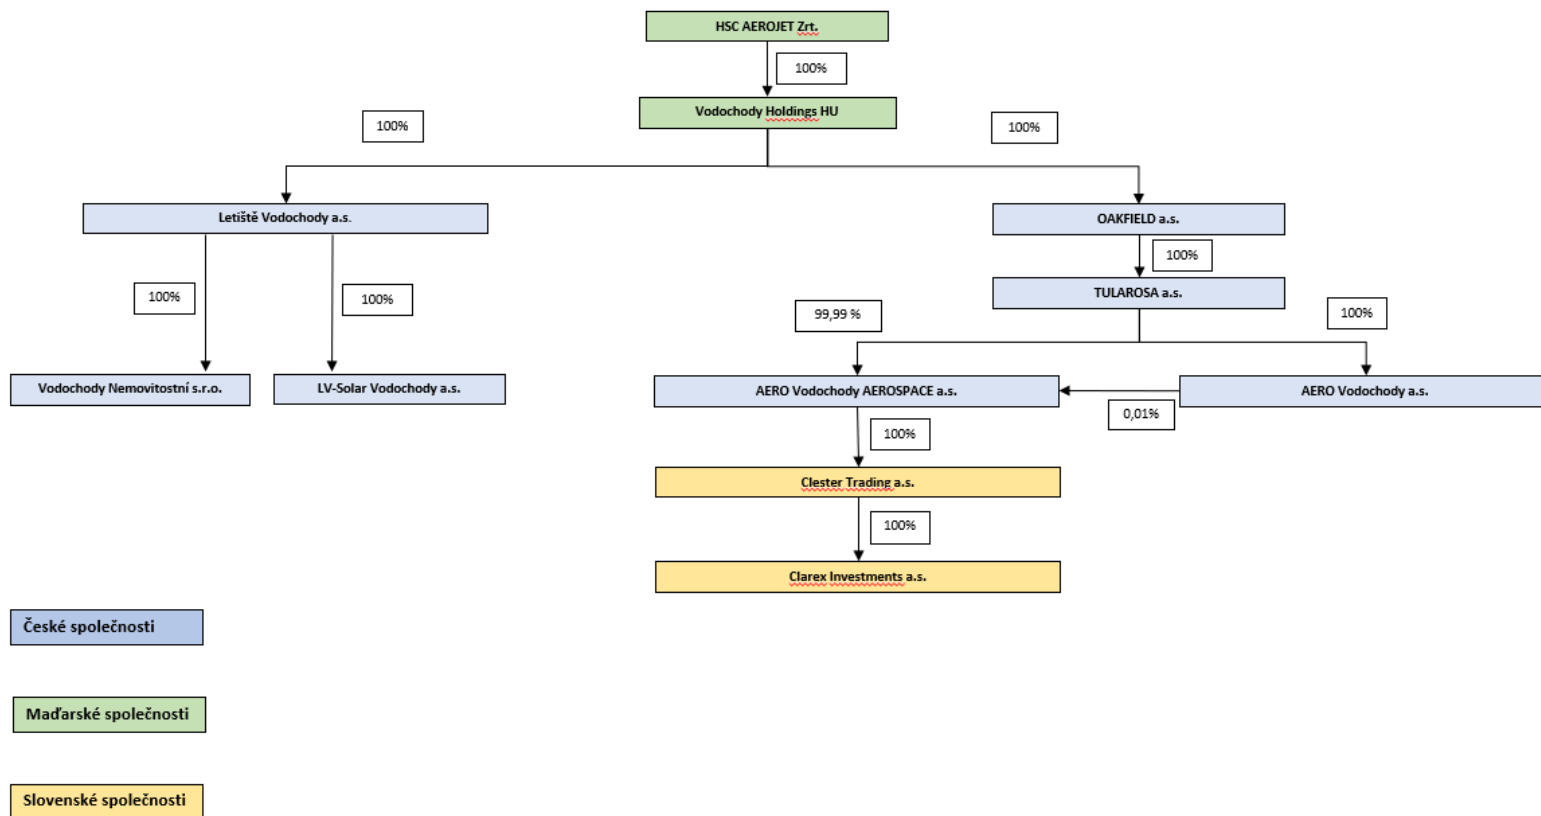 HSC AEROJET Zrt.
100%
Vodochody Holdings HU
100%
100%
Letiště Vodochody a.s.
OAKFIELD a.s.
100%
TULAROSA a.s.
100%
100%
99,99 %
100%
Vodochody Nemovitostní s.r.o.
LV-Solar Vodochody a.s.
AERO Vodochody AEROSPACE a.s.
AERO Vodochody a.s.
0,01%
100%
Clester Trading a.s.
100%
Clarex Investments a.s.
České společnosti
Maďarské společnosti
Slovenské společnosti